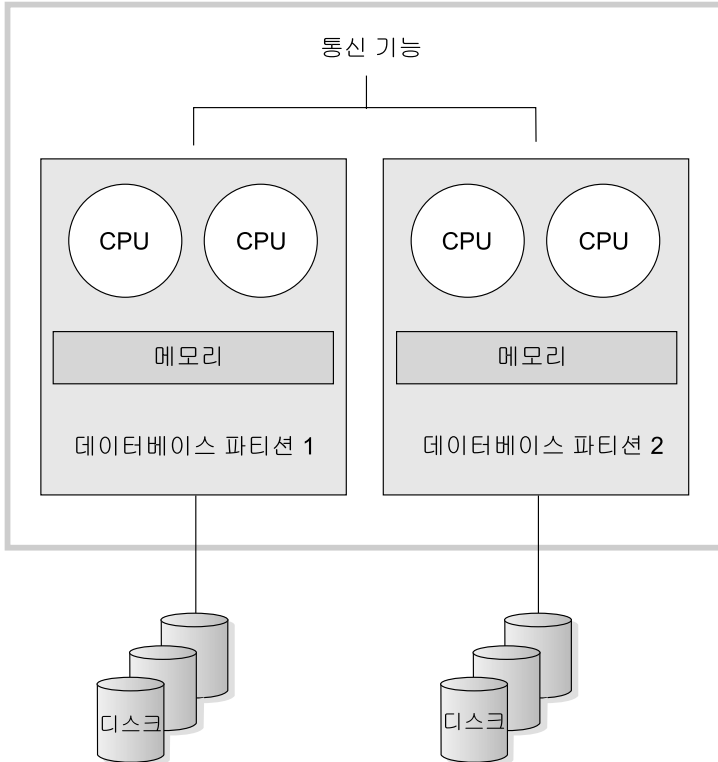 통신 기능
CPU CPU
메모리
데이터베이스 파티션 1
CPU CPU
메모리
데이터베이스 파티션 2
디스크
디스크